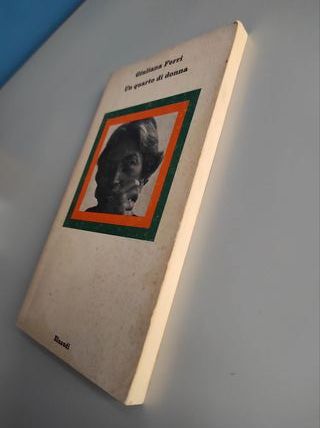 Giuliana Ferri
Un quarto di donna
Einaudi